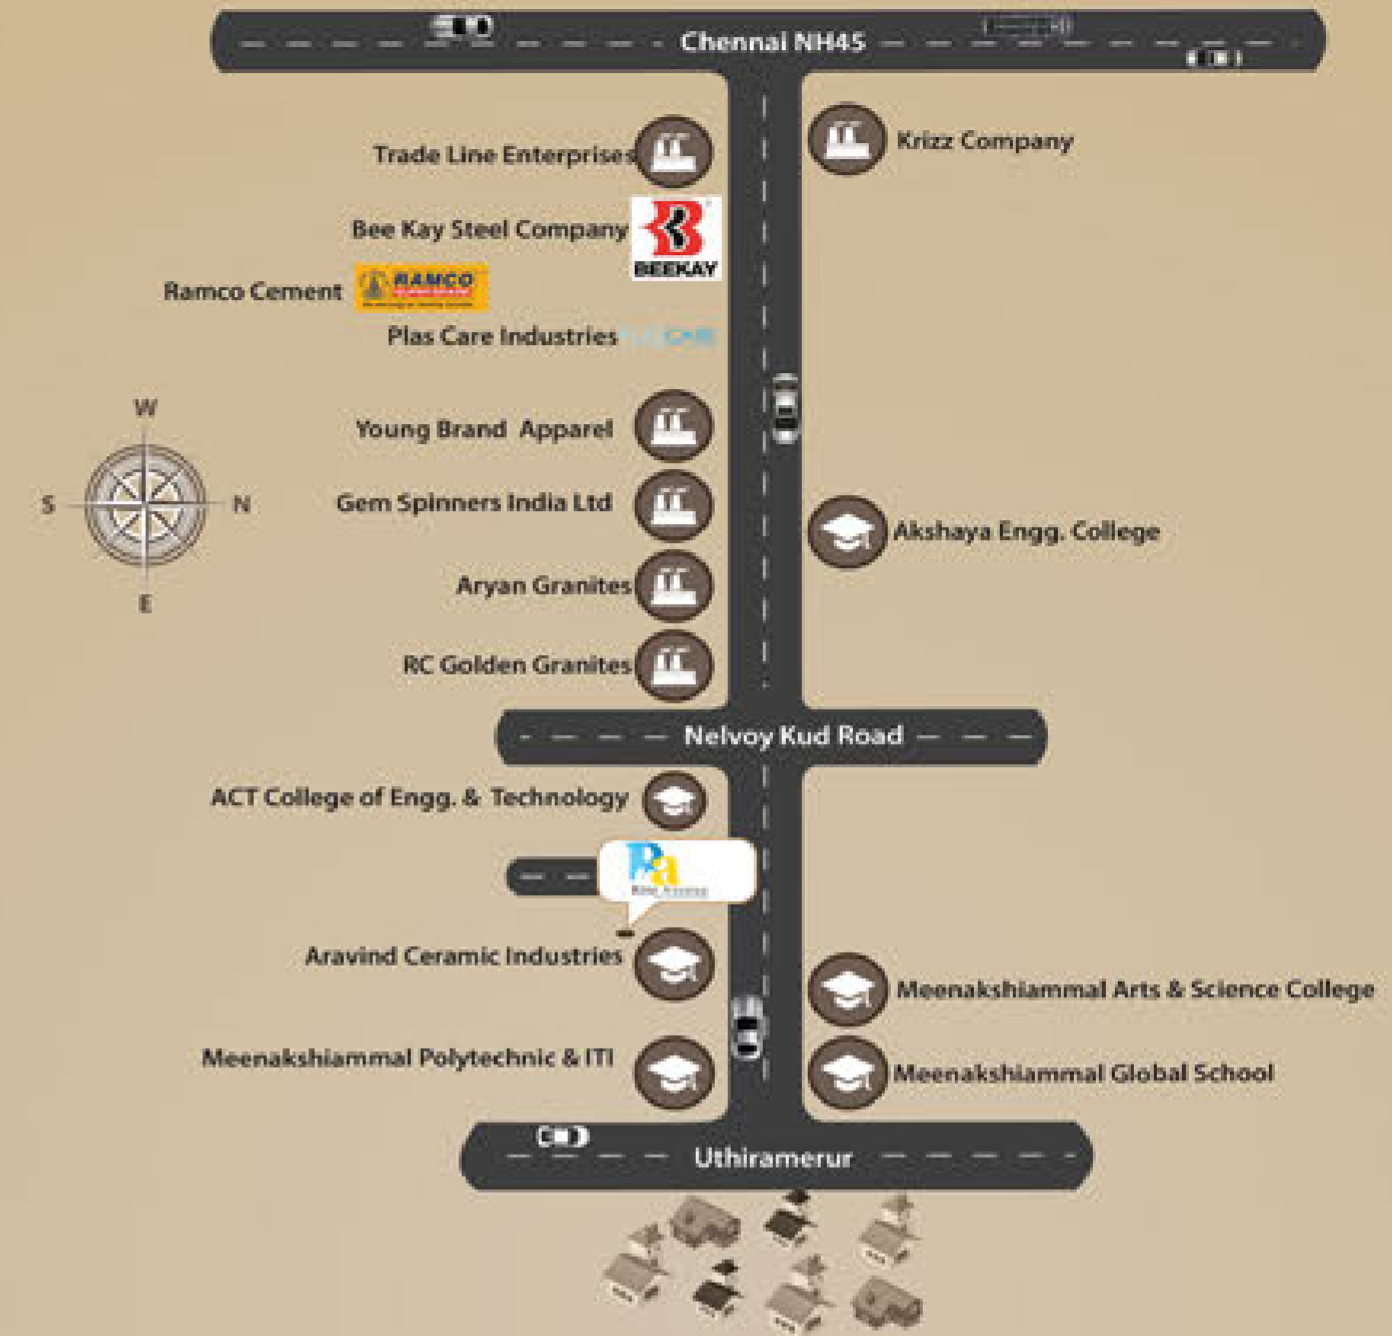 Chennai NH45
Trade Line Enterprises
Krizz Company
Bee Kay Steel Company
BEEKAY
Ramco Cement
RAMCO
Plas Care Industries
CARE
W
Young Brand Apparel
S
N
Gem Spinners India Ltd
Akshaya Engg. College
Aryan Granites
E
RC Golden Granites
Nelvoy Kud Road
ACT College of Engg. & Technology
Aravind Ceramic Industries
Meenakshiammal Arts & Science College
Meenakshiammal Polytechnic & ITI
Meenakshiammal Global School
Uthiramerur